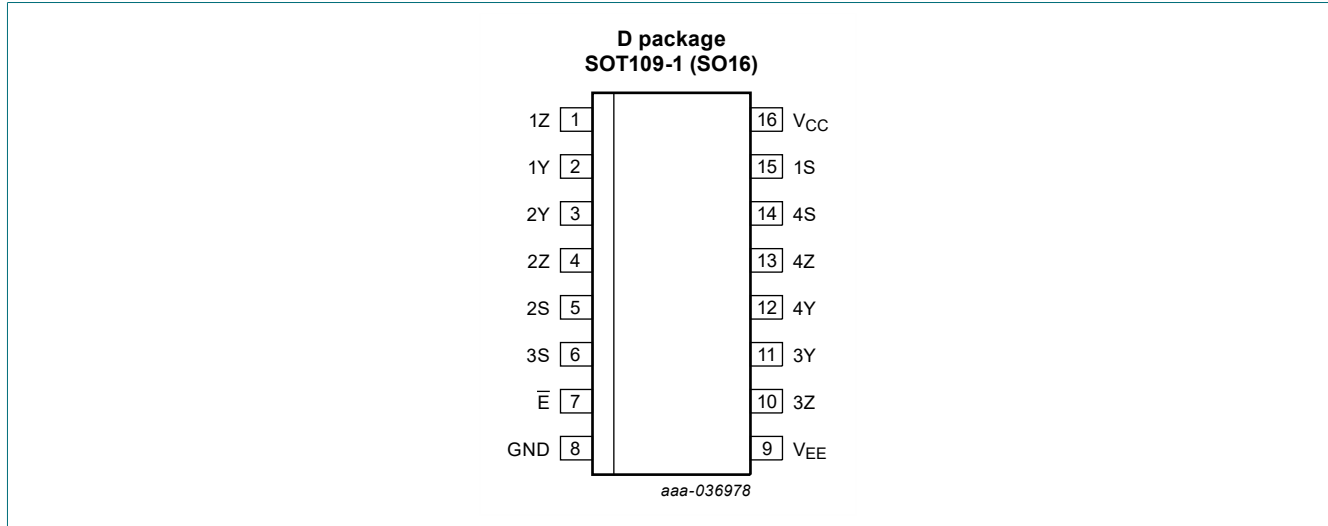 D package
SOT109-1 (SO16)
1Z 1 16 VCC
1Y 2 15 1S
2Y 3 14 4S
2Z 4 13 4Z
2S 5 12 4Y
3S 6 11 3Y
E̅ 7 10 3Z
GND 8 9 VEE
aaa-036978